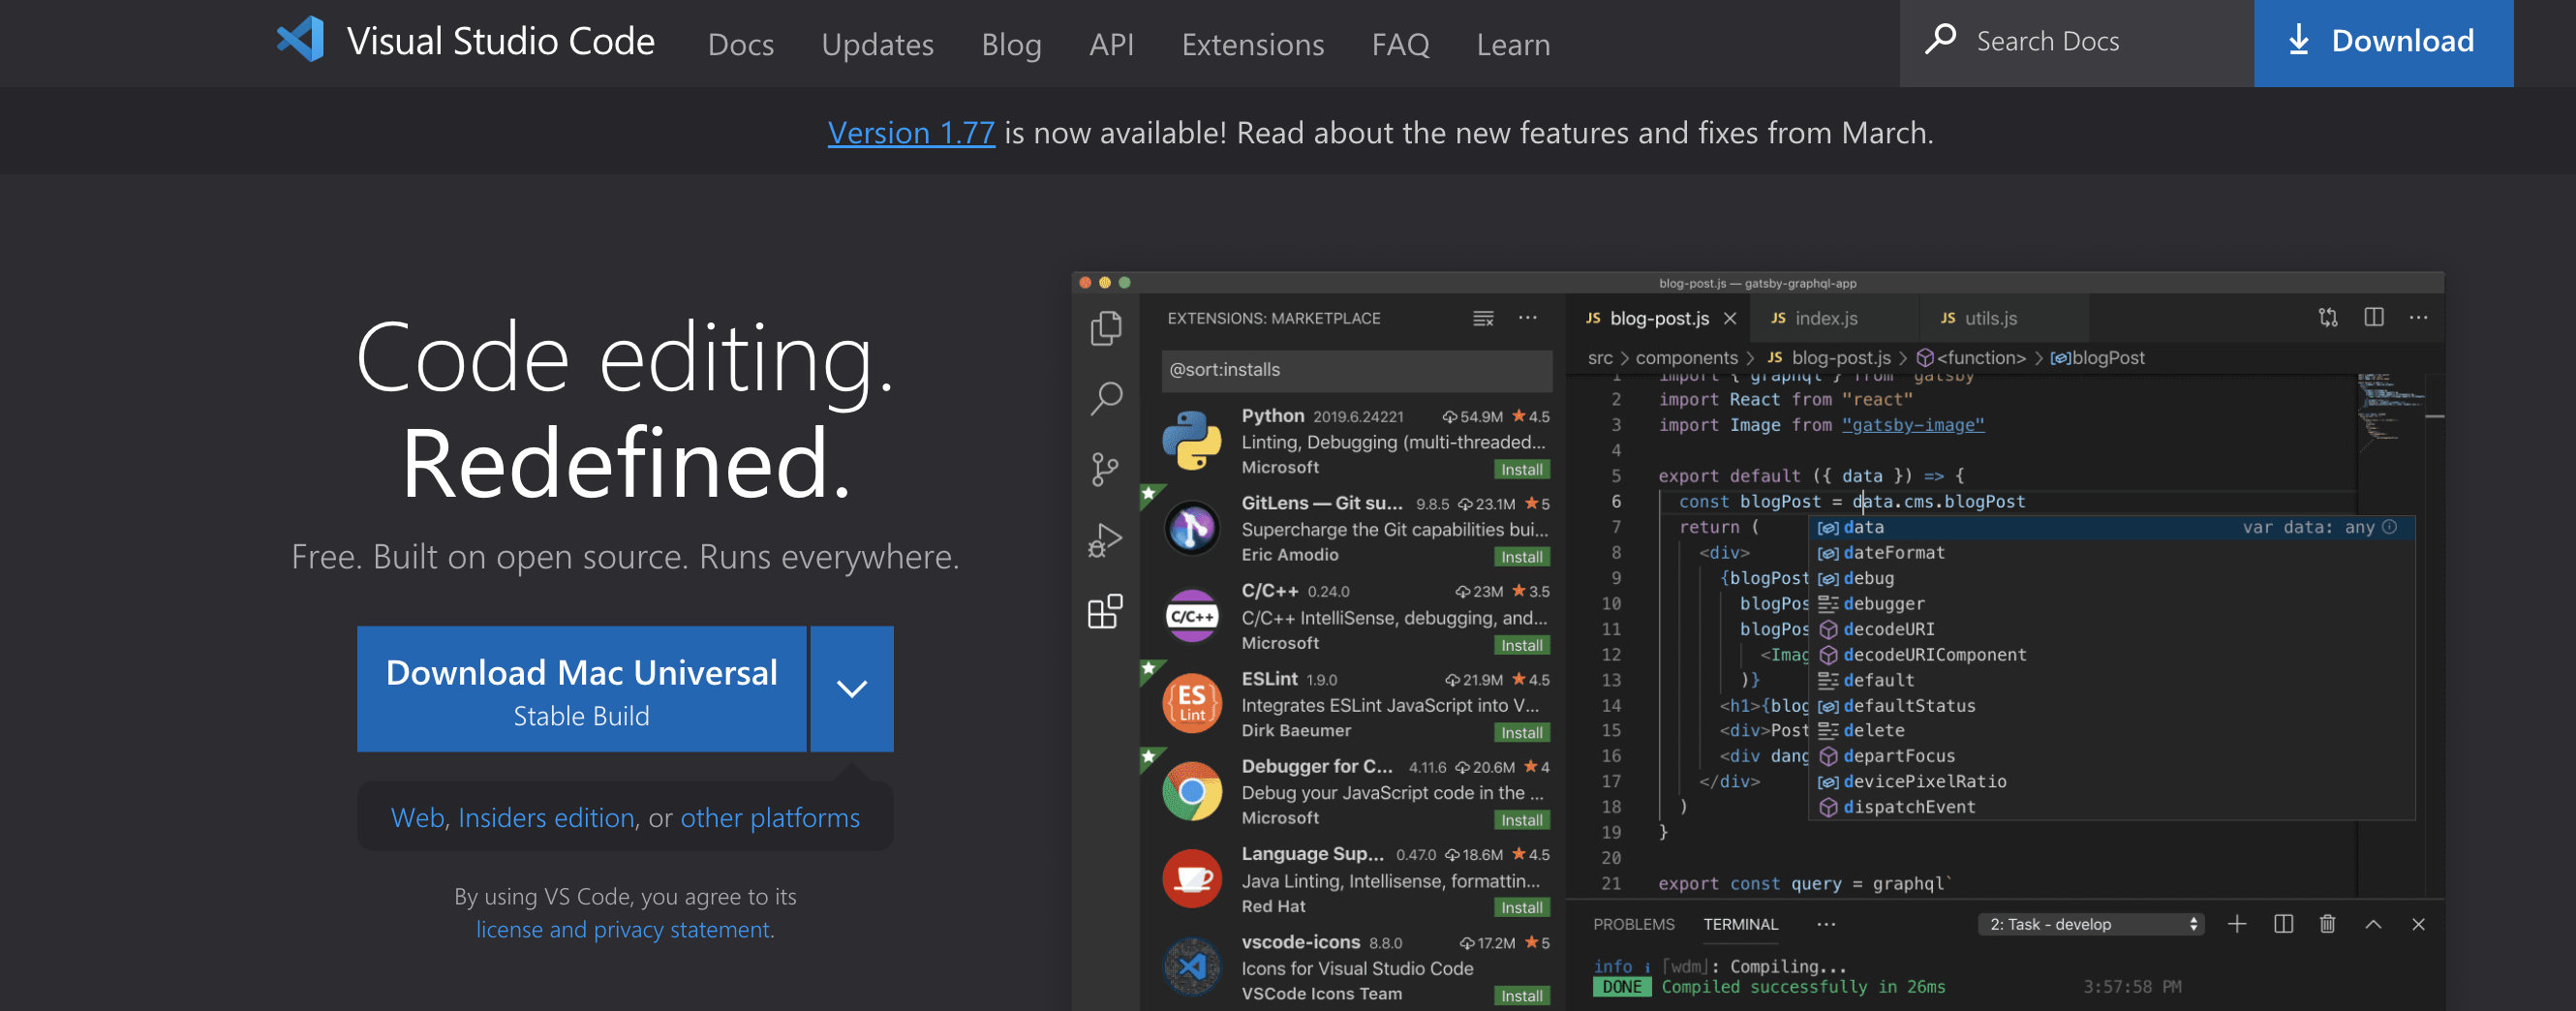 Visual Studio Code Docs Updates Blog API Extensions FAQ Learn Search Docs Download
Version 1.77 is now available! Read about the new features and fixes from March.
Code editing.
Redefined.
Free. Built on open source. Runs everywhere.
Download Mac Universal
Stable Build
Web, Insiders edition, or other platforms
By using VS Code, you agree to its
license and privacy statement.
blog-post.js — gatsby-graphql-app
EXTENSIONS: MARKETPLACE
@sort:installs
Python 2019.6.24221 54.9M 4.5
Linting, Debugging (multi-threaded...
Microsoft Install
GitLens — Git su... 9.8.5 23.1M 5
Supercharge the Git capabilities bui...
Eric Amodio Install
C/C++
C/C++ 0.24.0 23M 3.5
C/C++ IntelliSense, debugging, and...
Microsoft Install
ES
Lint
ESLint 1.9.0 21.9M 4.5
Integrates ESLint JavaScript into V...
Dirk Baeumer Install
Debugger for C... 4.11.6 20.6M 4
Debug your JavaScript code in the ...
Microsoft Install
Language Sup... 0.47.0 18.6M 4.5
Java Linting, Intellisense, formattin...
Red Hat Install
vscode-icons 8.8.0 17.2M 5
Icons for Visual Studio Code
VSCode Icons Team Install
JS blog-post.js JS index.js JS utils.js
src > components > JS blog-post.js > <function> > blogPost
1 import { graphql } from "gatsby"
2 import React from "react"
3 import Image from "gatsby-image"
4
5 export default ({ data }) => {
6 const blogPost = data.cms.blogPost
7 return (
8 <div>
9 {blogPost
10 blogPos
11 blogPos
12 <Imag
13 )}
14 <h1>{blog
15 <div>Post
16 <div dang
17 </div>
18 )
19 }
20
21 export const query = graphql`
data var data: any
dateFormat
debug
debugger
decodeURI
decodeURIComponent
default
defaultStatus
delete
departFocus
devicePixelRatio
dispatchEvent
PROBLEMS TERMINAL ... 2: Task - develop
info i ｢wdm｣: Compiling...
DONE Compiled successfully in 26ms 3:57:58 PM